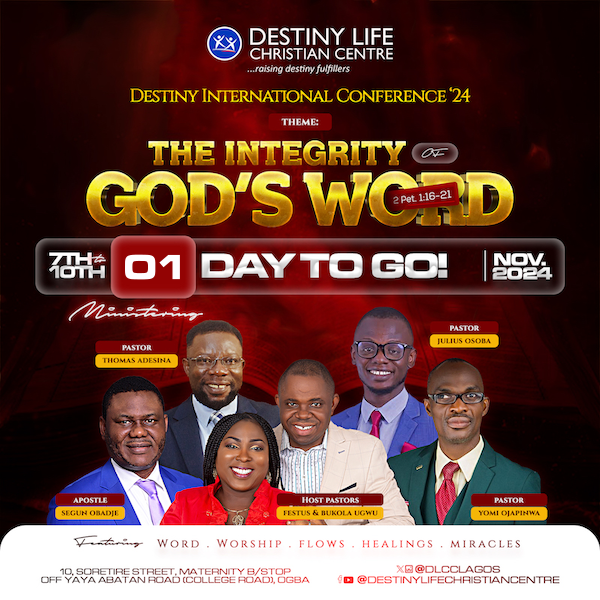 DESTINY LIFE
CHRISTIAN CENTRE
...raising destiny fulfillers
DESTINY INTERNATIONAL CONFERENCE '24
THEME:
THE INTEGRITY OF
GOD'S WORD
2 Pet. 1:16-21
7TH to 10TH
01 DAY TO GO!
NOV. 2024
Ministering
PASTOR
THOMAS ADESINA
PASTOR
JULIUS OSOBA
APOSTLE
SEGUN OBADJE
HOST PASTORS
FESTUS & BUKOLA UGWU
PASTOR
YOMI OJAPINWA
Featuring WORD . WORSHIP . FLOWS . HEALINGS . MIRACLES
10, SORETIRE STREET, MATERNITY B/STOP
OFF YAYA ABATAN ROAD (COLLEGE ROAD), OGBA
@DLCCLAGOS
@DESTINYLIFECHRISTIANCENTRE